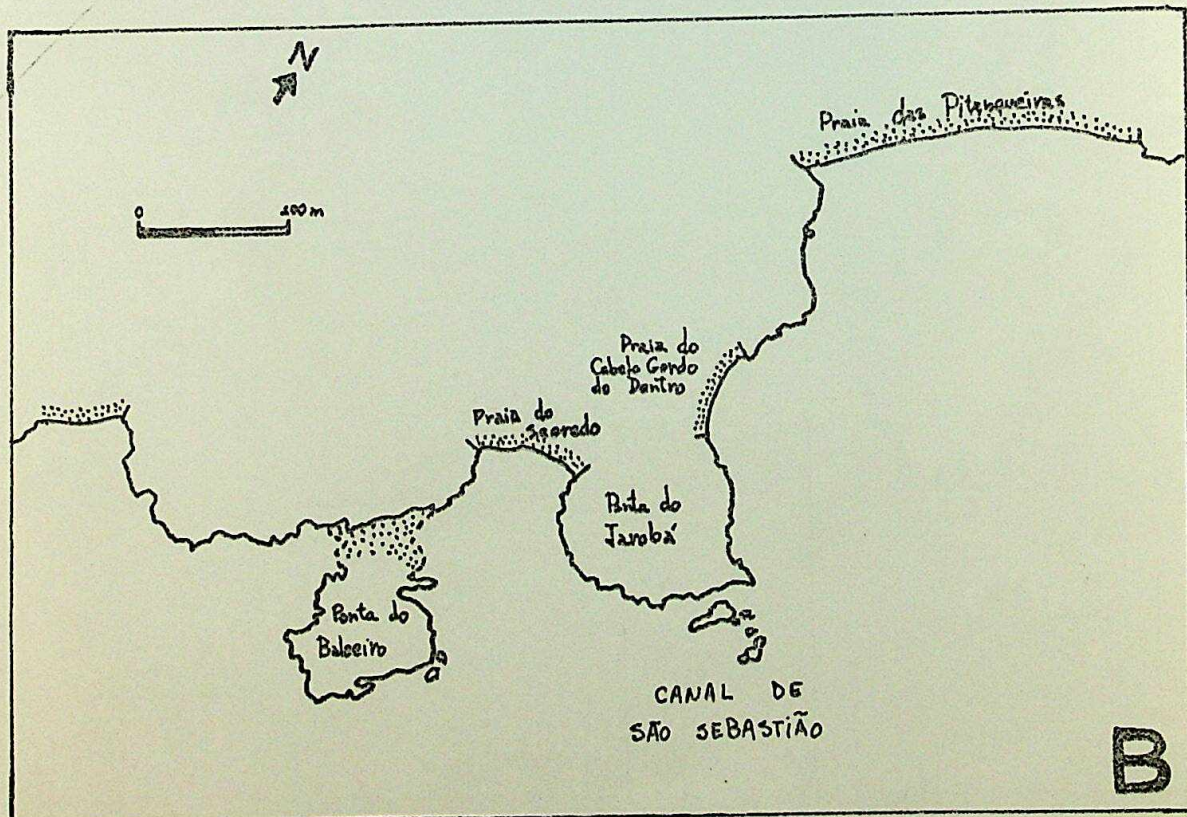 N
Praia das Pitangueiras
0 200 m
Praia do
Cabelo Gordo
de Dentro
Praia do
Segredo
Ponta do
Jarobá
Ponta do
Baleeiro
CANAL DE
SÃO SEBASTIÃO
B